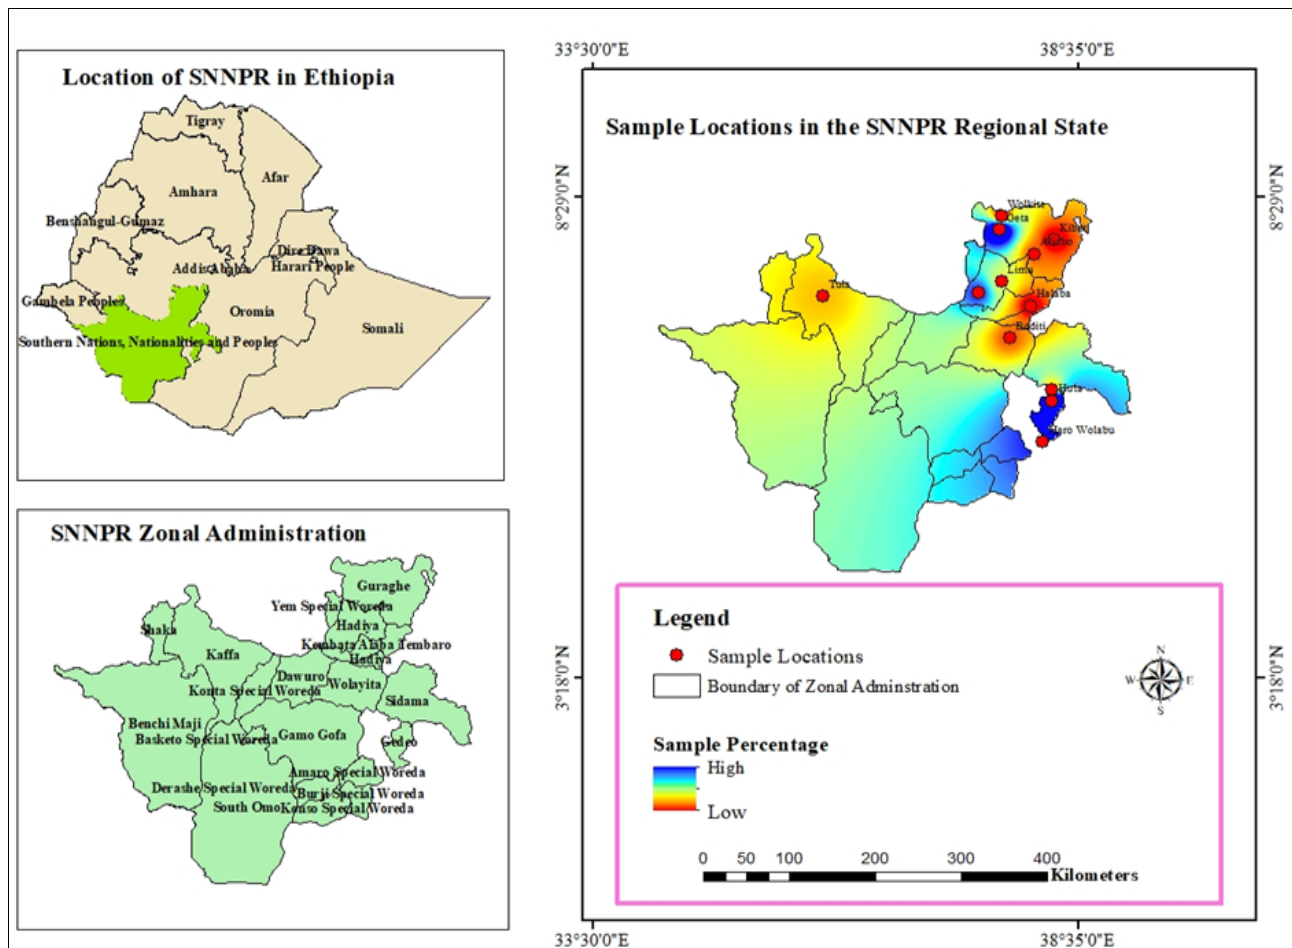 Location of SNNPR in Ethiopia
Tigray
Afar
Amhara
Benshangul-Gumaz
Dire Dawa
Harari People
Addis Ababa
Gambela Peoples
Oromia
Somali
Southern Nations, Nationalities and Peoples
SNNPR Zonal Administration
Guraghe
Yem Special Woreda
Hadiya
Shaka
Kembata Alaba Tembaro
Hadiya
Kaffa
Dawuro
Wolayita
Konta Special Woreda
Sidama
Benchi Maji
Gamo Gofa
Basketo Special Woreda
Gedeo
Amaro Special Woreda
Derashe Special Woreda
Burji Special Woreda
South Omo
Konso Special Woreda
33°30'0"E
38°35'0"E
Sample Locations in the SNNPR Regional State
8°29'0"N
8°29'0"N
Wolkite
Geta
Lima
Tuta
Halaba
Boditi
Haro Wolabu
3°18'0"N
3°18'0"N
Legend
Sample Locations
Boundary of Zonal Adminstration
N
W
E
S
Sample Percentage
High
Low
0 50 100 200 300 400
Kilometers
33°30'0"E
38°35'0"E